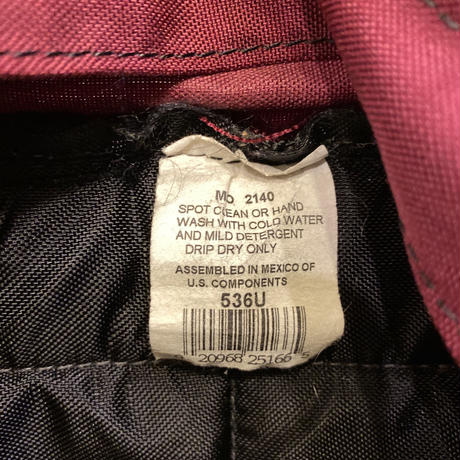 MO 2140
SPOT CLEAN OR HAND
WASH WITH COLD WATER
AND MILD DETERGENT
DRIP DRY ONLY
ASSEMBLED IN MEXICO OF
U.S. COMPONENTS
536U
20968 25166 5